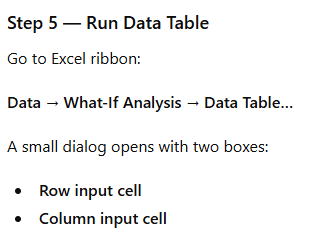 Step 5 — Run Data Table
Go to Excel ribbon:
Data → What-If Analysis → Data Table...
A small dialog opens with two boxes:
• Row input cell
• Column input cell